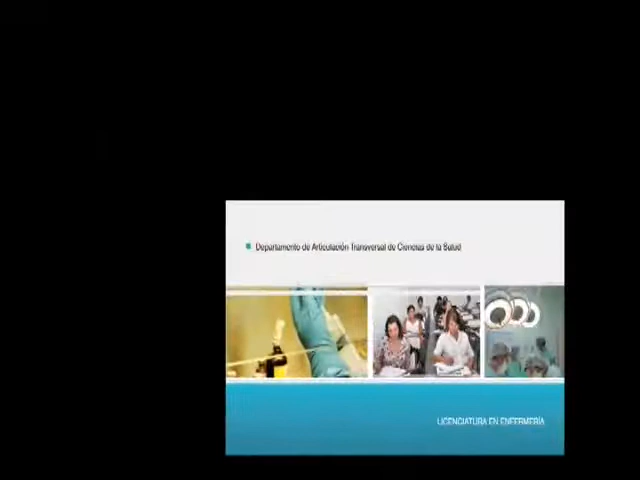 Departamento de Articulación Transversal de Ciencias de la Salud
LICENCIATURA EN ENFERMERÍA